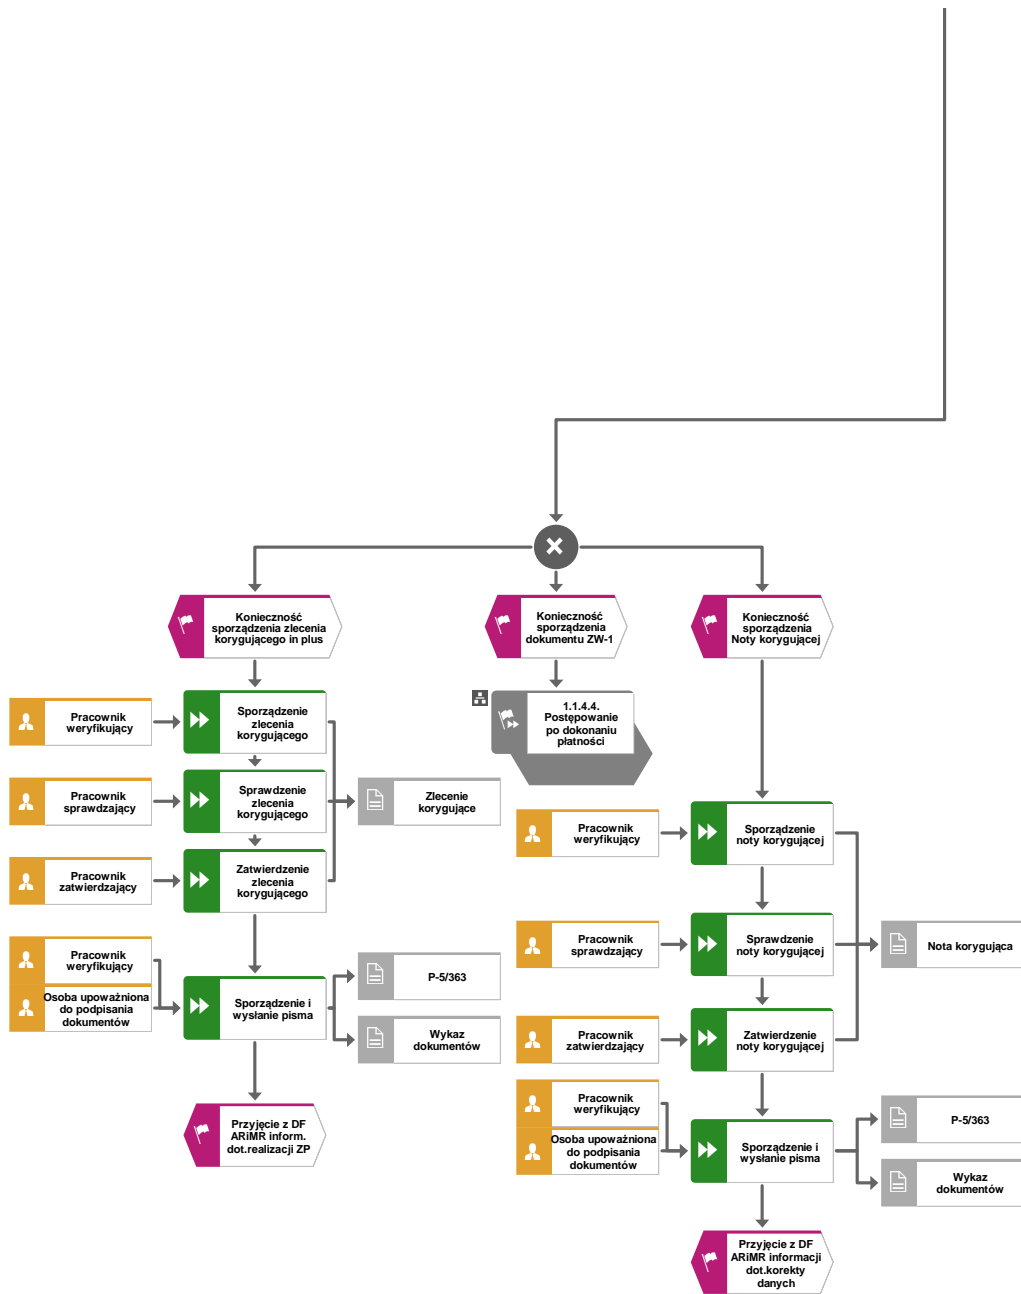 Konieczność
sporządzenia zlecenia
korygującego in plus
Konieczność
sporządzenia
dokumentu ZW-1
Konieczność
sporządzenia
Noty korygującej
Pracownik
weryfikujący
Sporządzenie
zlecenia
korygującego
1.1.4.4.
Postępowanie
po dokonaniu
płatności
Pracownik
sprawdzający
Sprawdzenie
zlecenia
korygującego
Zlecenie
korygujące
Pracownik
zatwierdzający
Zatwierdzenie
zlecenia
korygującego
Pracownik
weryfikujący
Osoba upoważniona
do podpisania
dokumentów
Sporządzenie i
wysłanie pisma
P-5/363
Wykaz
dokumentów
Przyjęcie z DF
ARiMR inform.
dot.realizacji ZP
Pracownik
weryfikujący
Sporządzenie
noty korygującej
Pracownik
sprawdzający
Sprawdzenie
noty korygującej
Nota korygująca
Pracownik
zatwierdzający
Zatwierdzenie
noty korygującej
Pracownik
weryfikujący
Osoba upoważniona
do podpisania
dokumentów
Sporządzenie i
wysłanie pisma
P-5/363
Wykaz
dokumentów
Przyjęcie z DF
ARiMR informacji
dot.korekty
danych